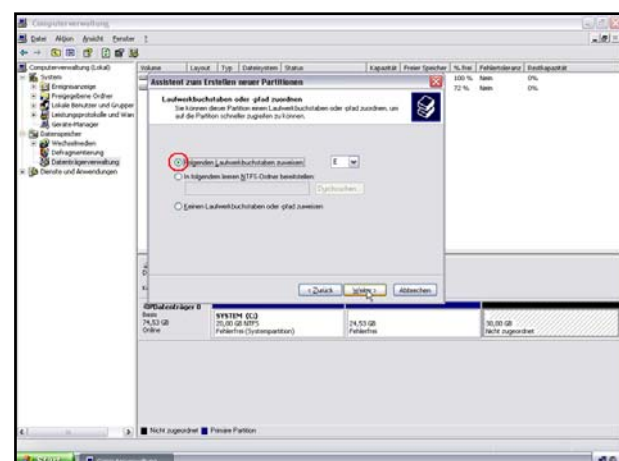 Computerverwaltung
Datei Aktion Ansicht Fenster ?
Computerverwaltung (Lokal)
System
Ereignisanzeige
Freigegebene Ordner
Lokale Benutzer und Gruppen
Leistungsprotokolle und Warn
Geräte-Manager
Datenspeicher
Wechselmedien
Defragmentierung
Datenträgerverwaltung
Dienste und Anwendungen
Volume Layout Typ Dateisystem Status Kapazität Freier Speicher % frei Fehlertoleranz Restkapazität
100 % Nein 0%
72 % Nein 0%
Assistent zum Erstellen neuer Partitionen
Laufwerkbuchstaben oder -pfad zuordnen
Sie können dieser Partition einen Laufwerkbuchstaben oder -pfad zuordnen, um
auf die Partition schneller zugreifen zu können.
Folgenden Laufwerkbuchstaben zuweisen: E
In folgendem leeren NTFS-Ordner bereitstellen:
Durchsuchen...
Keinen Laufwerkbuchstaben oder -pfad zuweisen
< Zurück Weiter > Abbrechen
Datenträger 0
Basis
74,53 GB
Online
SYSTEM (C:)
20,00 GB NTFS
Fehlerfrei (Systempartition)
24,53 GB
Fehlerfrei
30,00 GB
Nicht zugeordnet
Nicht zugeordnet Primäre Partition